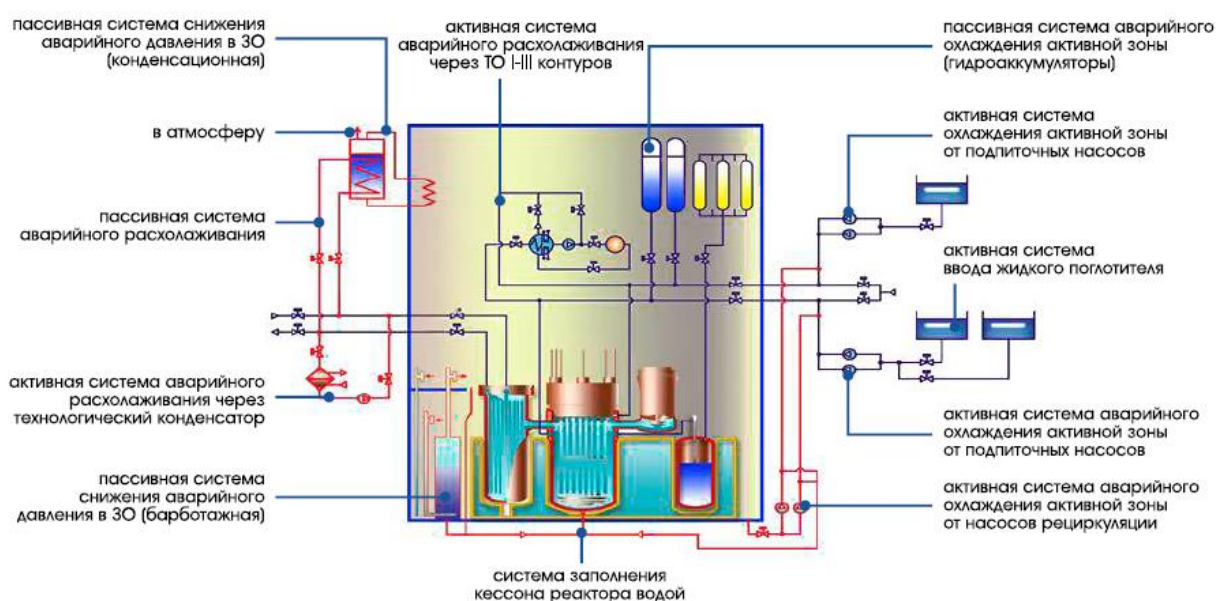 пассивная система снижения
аварийного давления в ЗО
(конденсационная)
активная система
аварийного расхолаживания
через ТО I-III контуров
пассивная система аварийного
охлаждения активной зоны
(гидроаккумуляторы)
в атмосферу
активная система
охлаждения активной зоны
от подпиточных насосов
пассивная система
аварийного расхолаживания
активная система
ввода жидкого поглотителя
активная система аварийного
расхолаживания через
технологический конденсатор
активная система аварийного
охлаждения активной зоны
от подпиточных насосов
пассивная система
снижения аварийного
давления в ЗО (барботажная)
активная система аварийного
охлаждения активной зоны
от насосов рециркуляции
система заполнения
кессона реактора водой